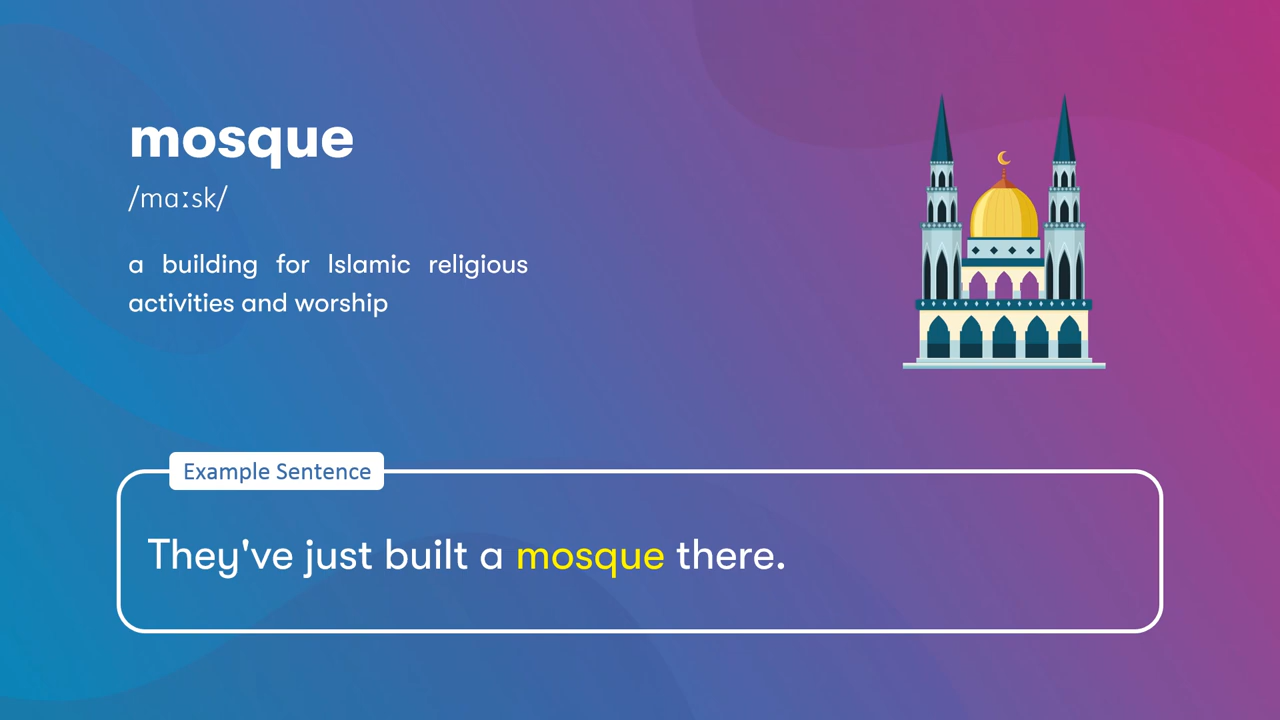 mosque
/mɑːsk/
a building for Islamic religious
activities and worship
Example Sentence
They've just built a mosque there.